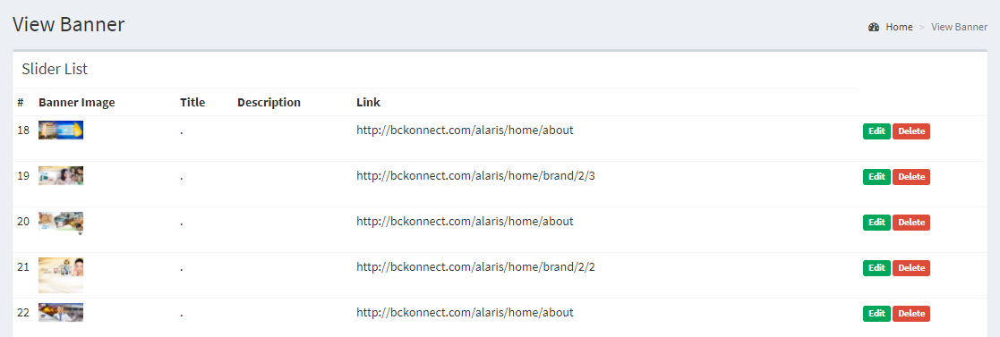 View Banner
Home > View Banner
Slider List
# Banner Image Title Description Link
18 . http://bckonnect.com/alaris/home/about Edit Delete
19 . http://bckonnect.com/alaris/home/brand/2/3 Edit Delete
20 . http://bckonnect.com/alaris/home/about Edit Delete
21 . http://bckonnect.com/alaris/home/brand/2/2 Edit Delete
22 . http://bckonnect.com/alaris/home/about Edit Delete